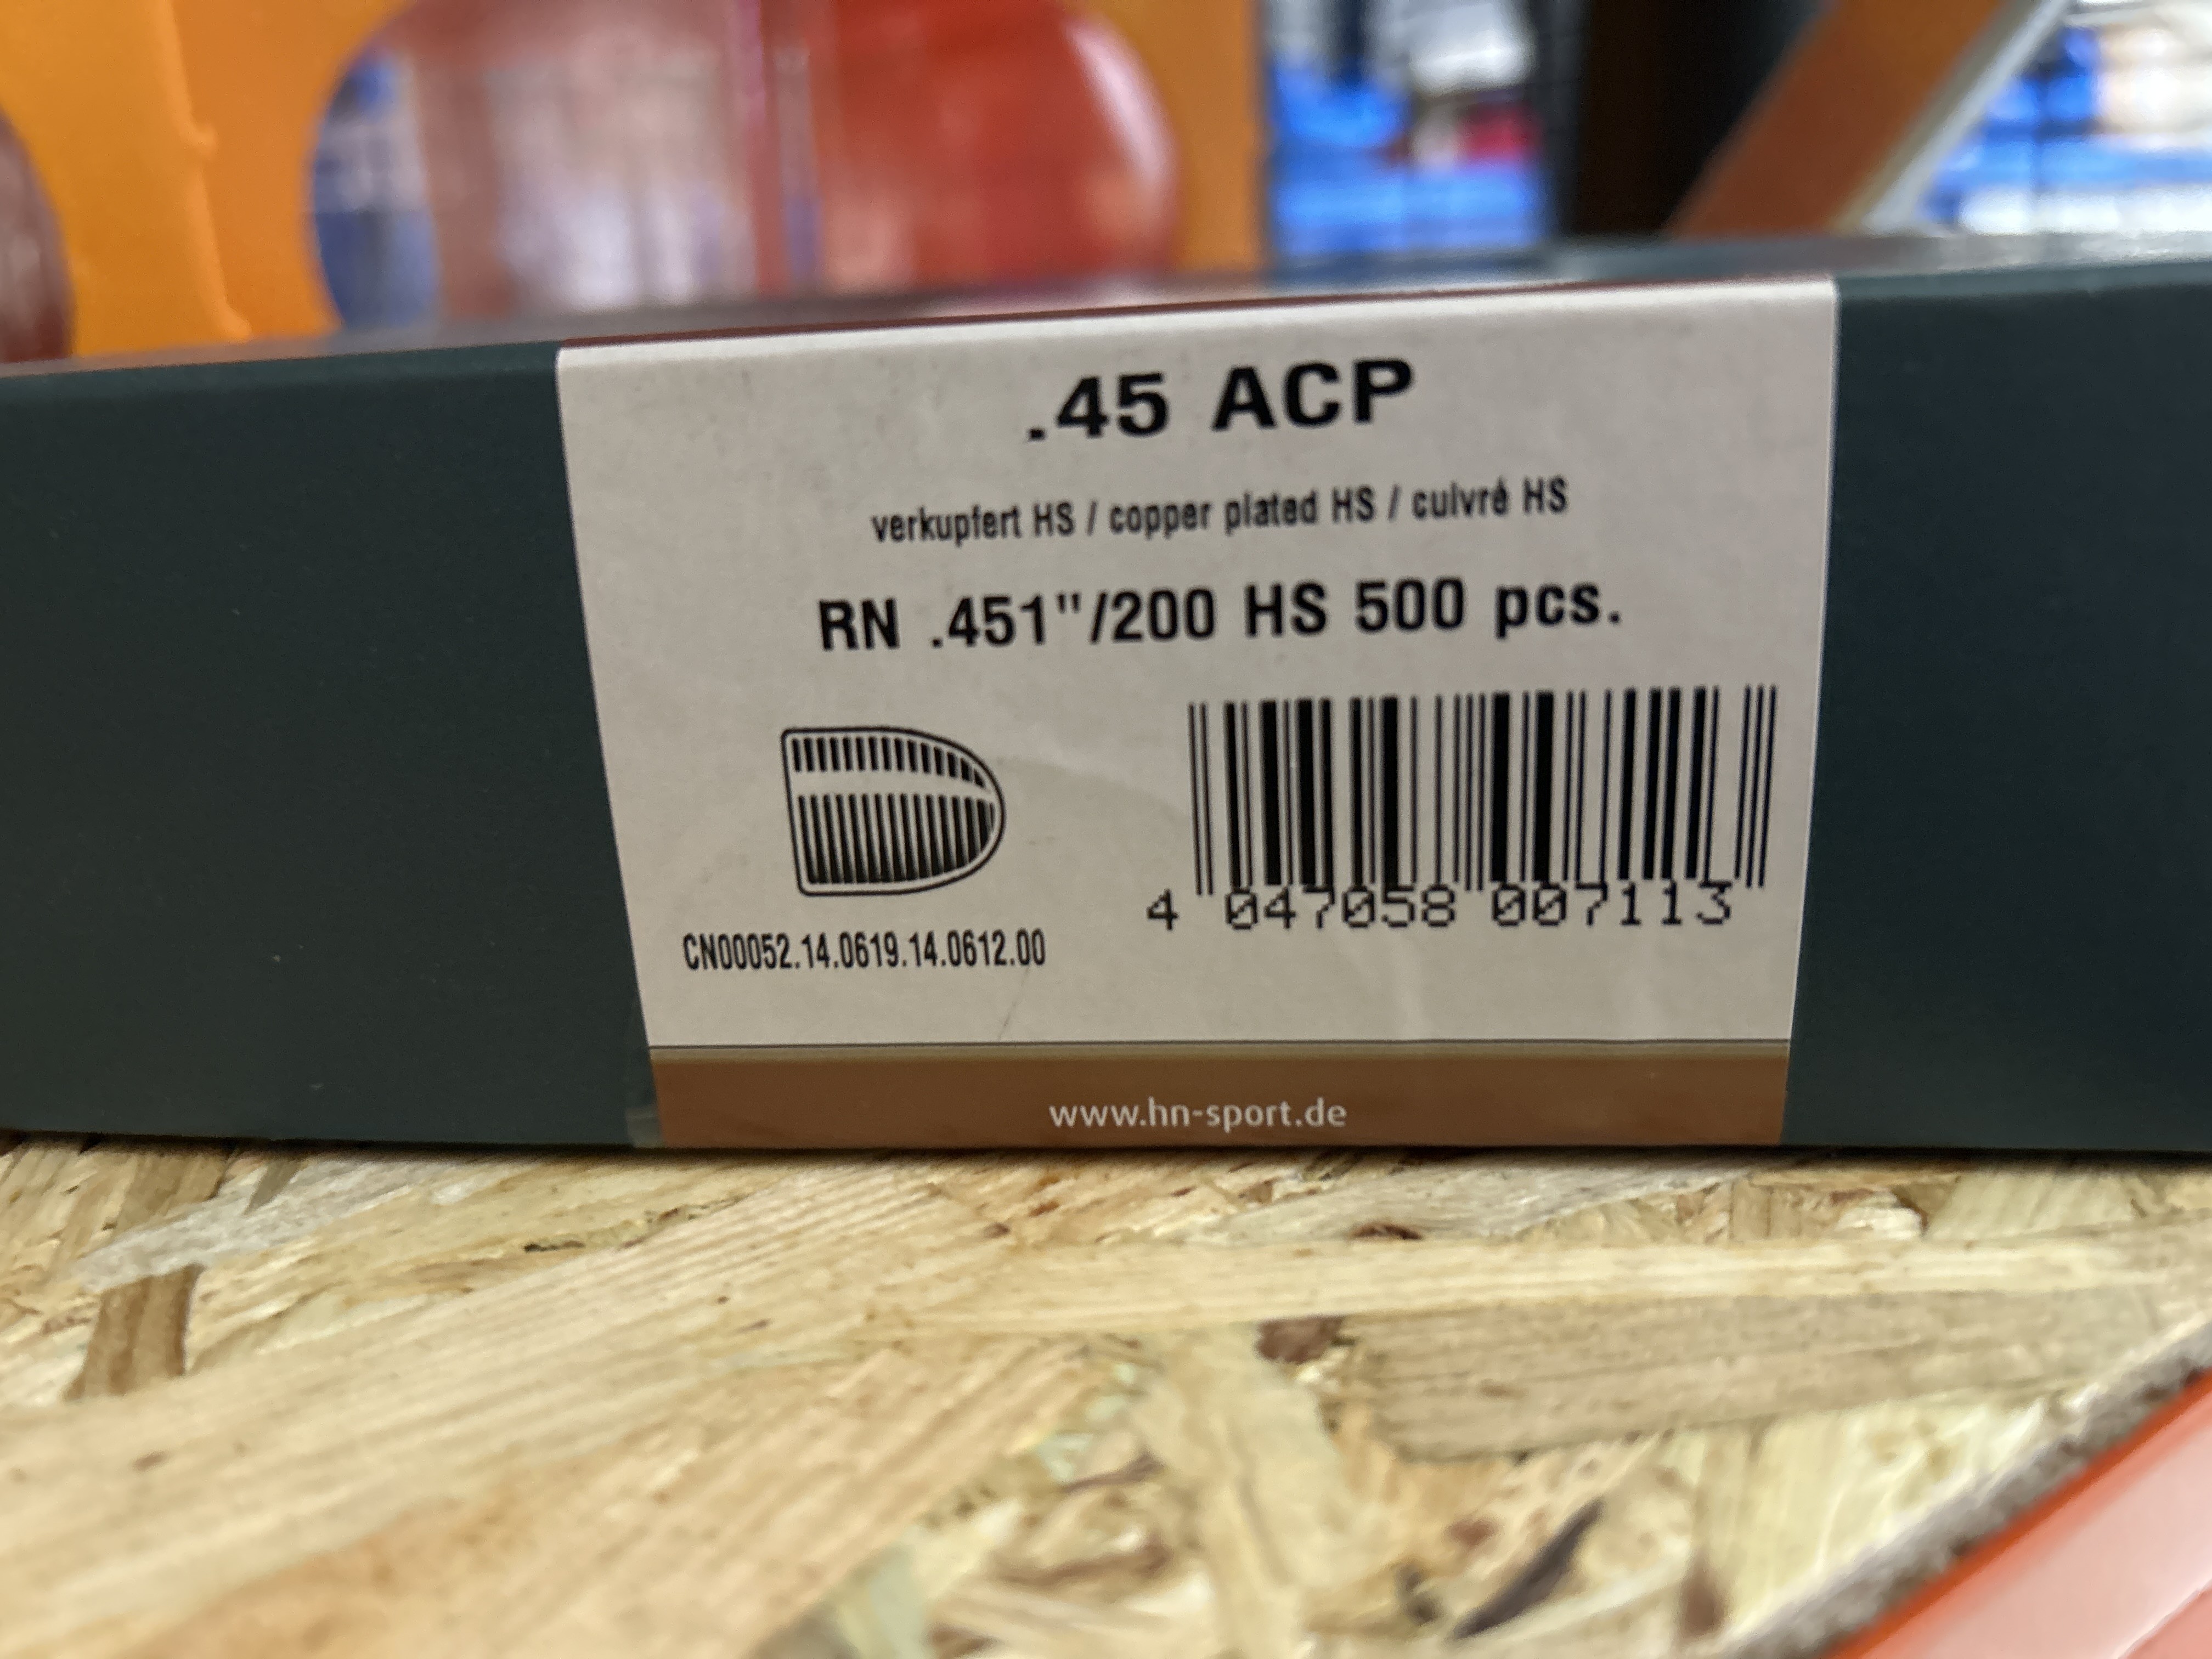 .45 ACP
verkupfert HS / copper plated HS / cuivré HS
RN .451"/200 HS 500 pcs.
4 047058 007113
CN00052.14.0619.14.0612.00
www.hn-sport.de